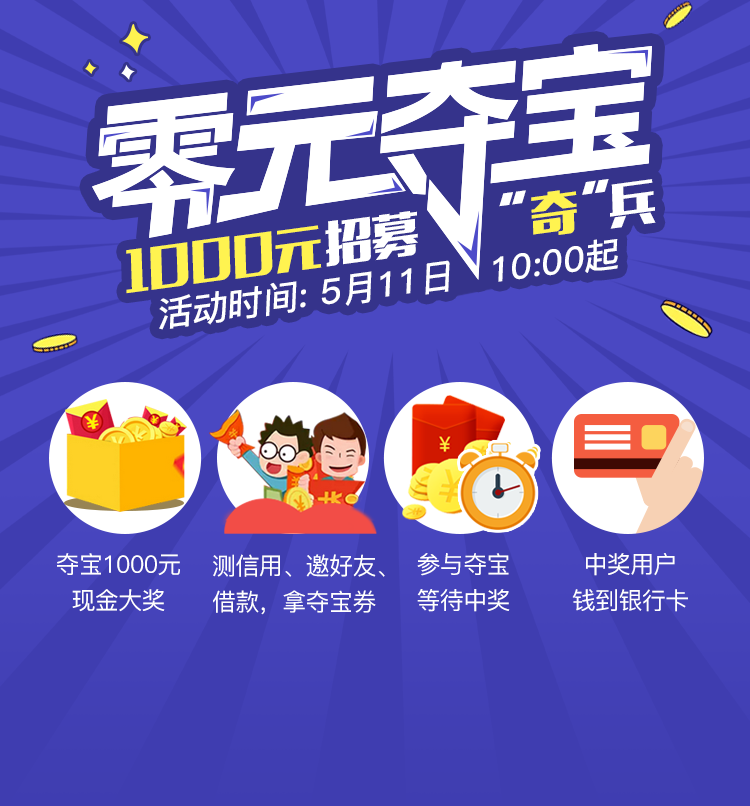 零元夺宝
1000元招募“奇”兵
活动时间: 5月11日 10:00起
夺宝1000元
现金大奖
测信用、邀好友、
借款，拿夺宝券
参与夺宝
等待中奖
中奖用户
钱到银行卡